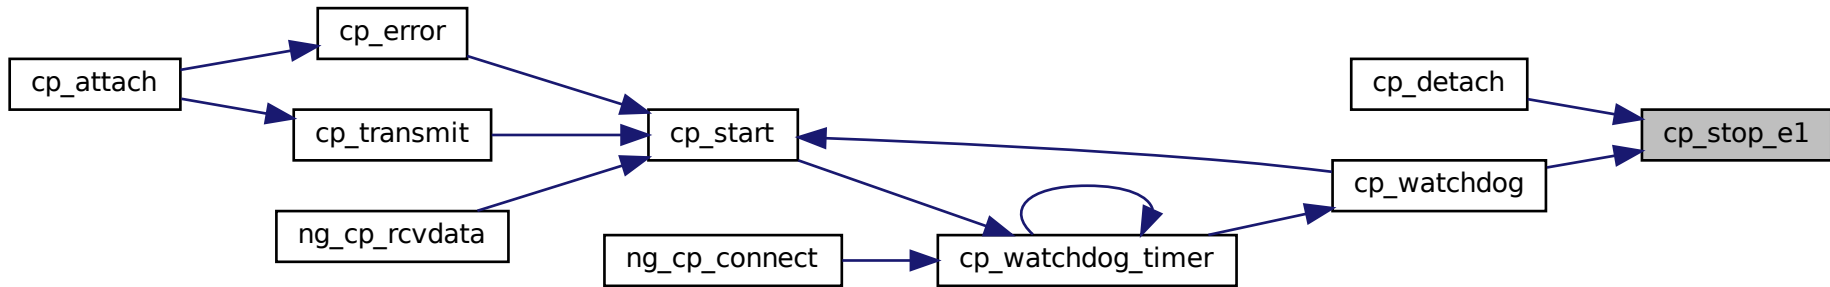 cp_error
cp_attach
cp_detach
cp_transmit
cp_start
cp_stop_e1
cp_watchdog
ng_cp_rcvdata
ng_cp_connect
cp_watchdog_timer